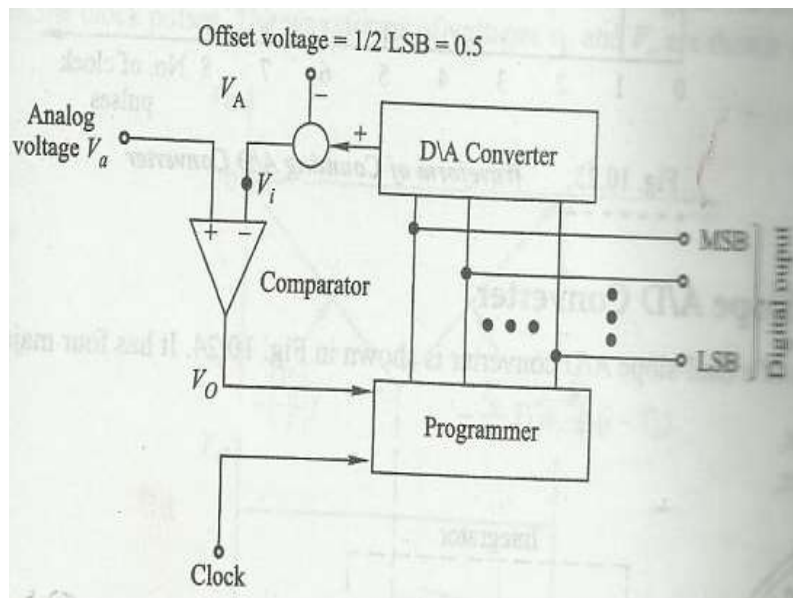 Offset voltage = 1/2 LSB = 0.5
V_A
−
Analog
voltage V_a
+
D\A Converter
V_i
+ −
Comparator
MSB
LSB
Digital ouput
V_O
Programmer
Clock